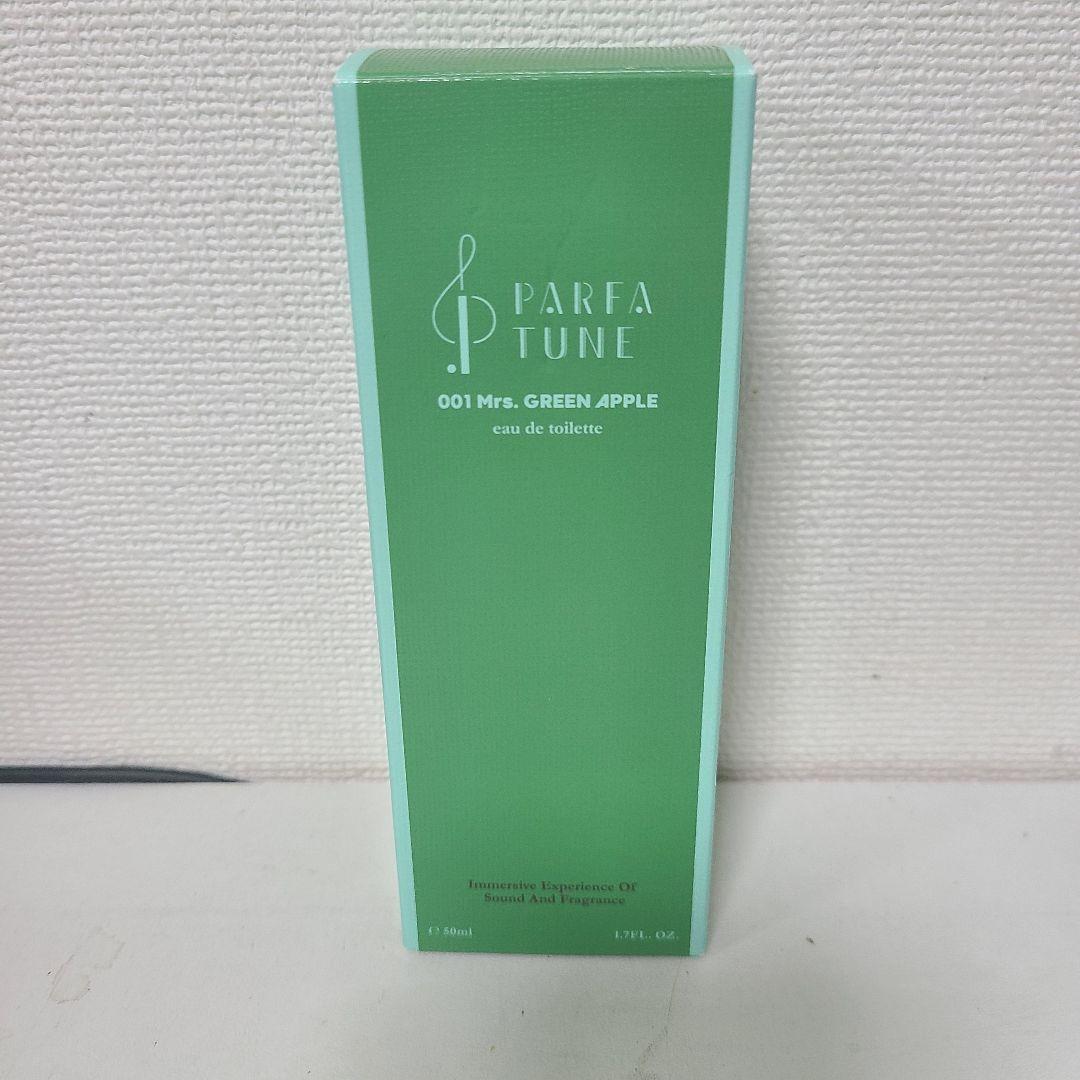 PARFA
TUNE
001 Mrs. GREEN APPLE
eau de toilette
Immersive Experience Of
Sound And Fragrance
℮ 50ml
1.7FL. OZ.